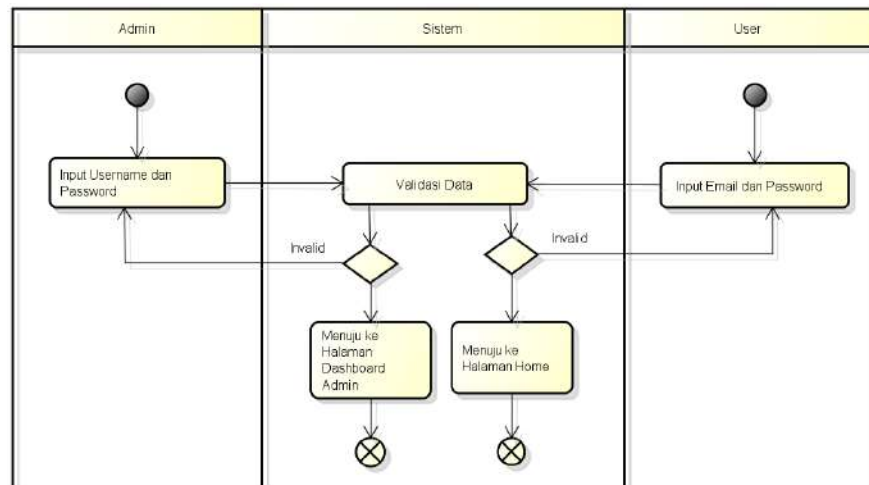 Admin
Sistem
User
Input Username dan
Password
Validasi Data
Input Email dan Password
Invalid
Invalid
Menuju ke
Halaman
Dashboard
Admin
Menuju ke
Halaman Home